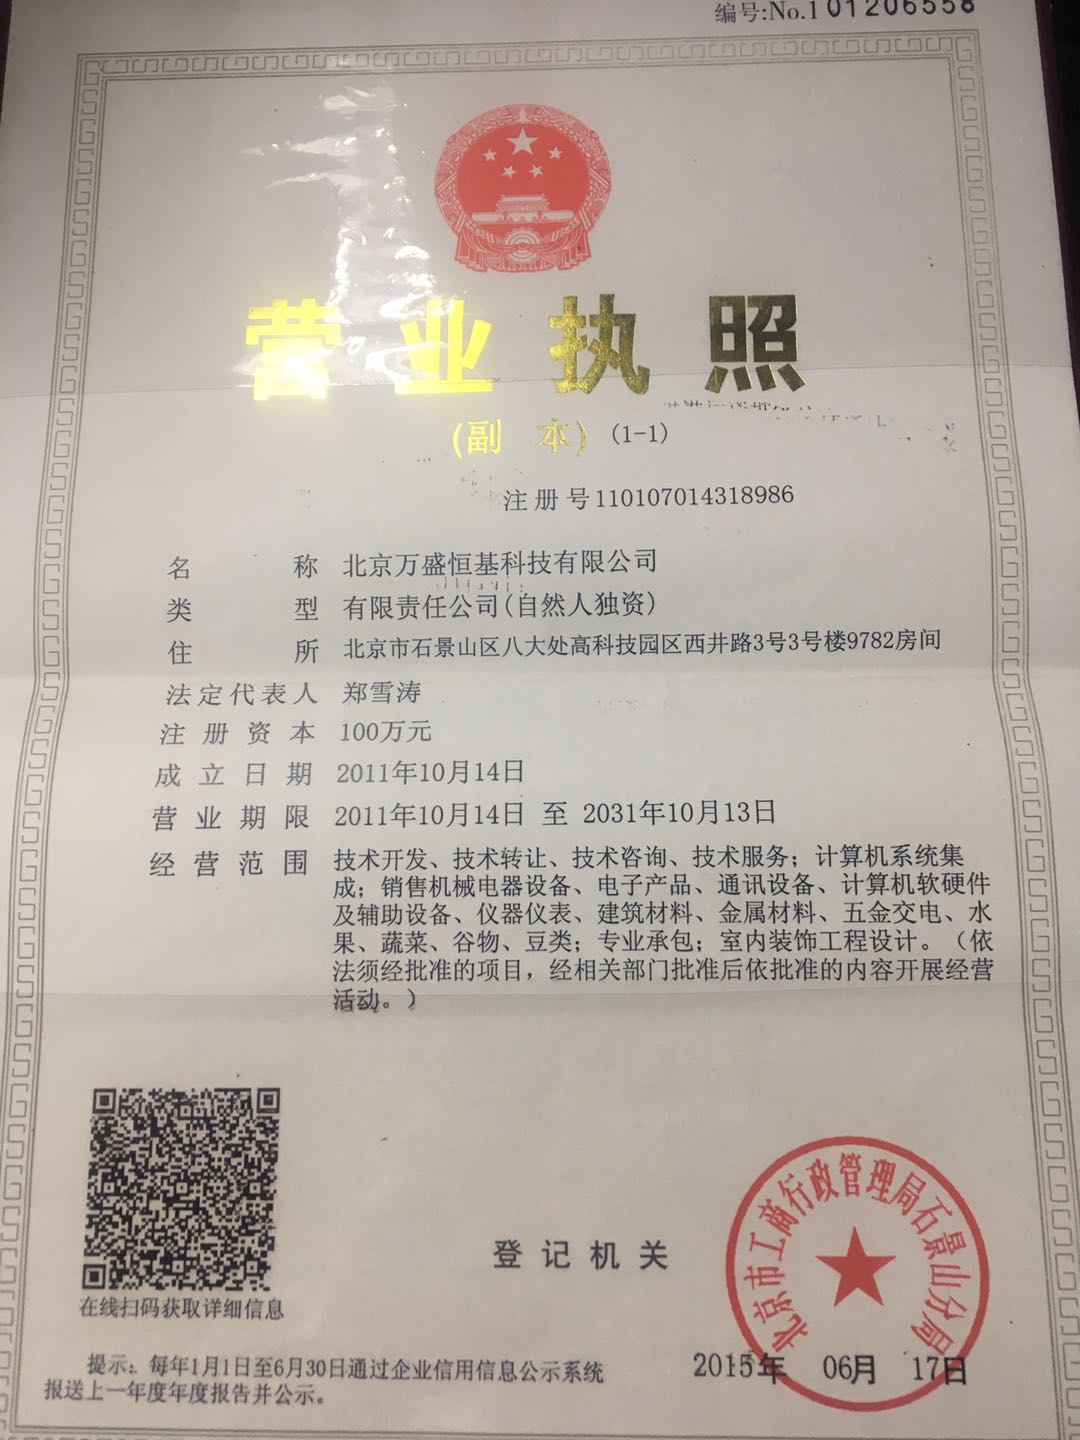 编号:No.1 01206558
营业执照
(副 本) (1-1)
注册号110107014318986
名称 北京万盛恒基科技有限公司
类型 有限责任公司(自然人独资)
住所 北京市石景山区八大处高科技园区西井路3号3号楼9782房间
法定代表人 郑雪涛
注册资本 100万元
成立日期 2011年10月14日
营业期限 2011年10月14日 至 2031年10月13日
经营范围 技术开发、技术转让、技术咨询、技术服务；计算机系统集
成；销售机械电器设备、电子产品、通讯设备、计算机软硬件
及辅助设备、仪器仪表、建筑材料、金属材料、五金交电、水
果、蔬菜、谷物、豆类；专业承包；室内装饰工程设计。（依
法须经批准的项目，经相关部门批准后依批准的内容开展经营
活动。）
在线扫码获取详细信息
登记机关
北京市工商行政管理局石景山分局
2015年 06月 17日
提示：每年1月1日至6月30日通过企业信用信息公示系统
报送上一年度年度报告并公示。